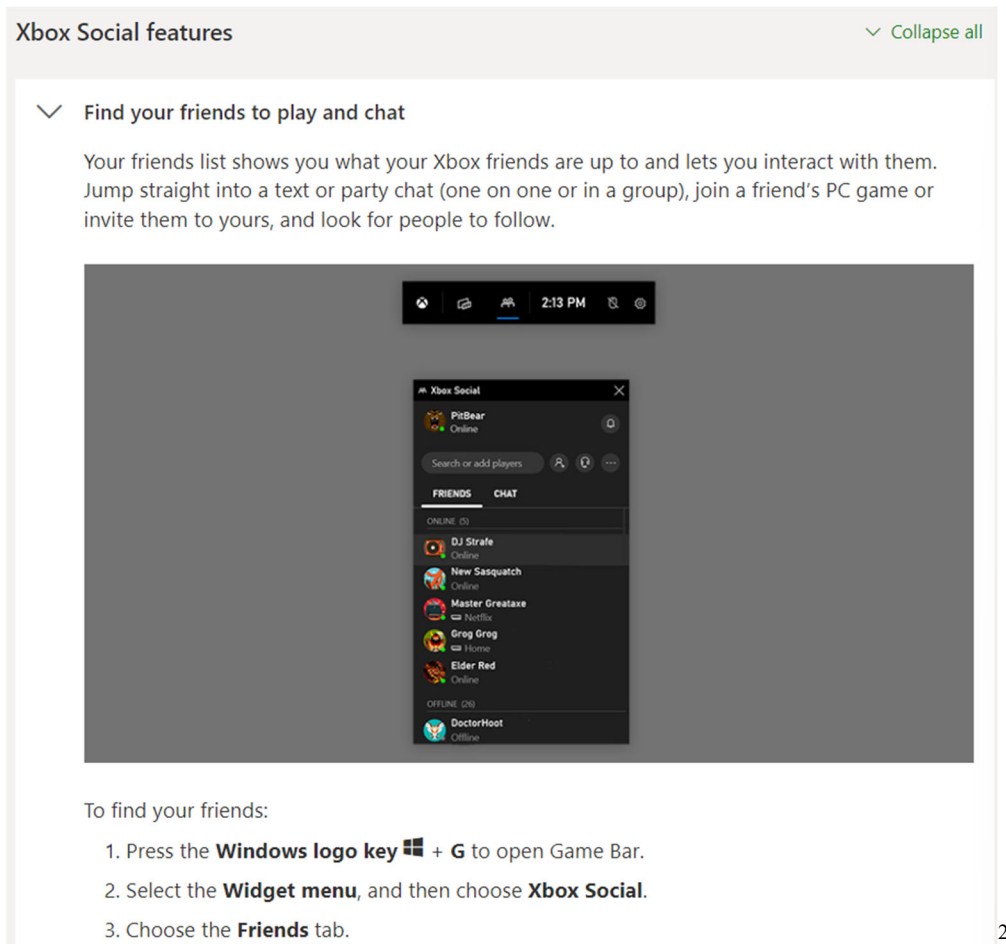 Xbox Social features
Collapse all
Find your friends to play and chat
Your friends list shows you what your Xbox friends are up to and lets you interact with them.
Jump straight into a text or party chat (one on one or in a group), join a friend's PC game or
invite them to yours, and look for people to follow.
2:13 PM
Xbox Social
PitBear
Online
Search or add players
FRIENDS CHAT
ONLINE (5)
DJ Strafe
Online
New Sasquatch
Online
Master Greataxe
Netflix
Grog Grog
Home
Elder Red
Online
OFFLINE (26)
DoctorHoot
Offline
To find your friends:
1. Press the Windows logo key + G to open Game Bar.
2. Select the Widget menu, and then choose Xbox Social.
3. Choose the Friends tab.
2